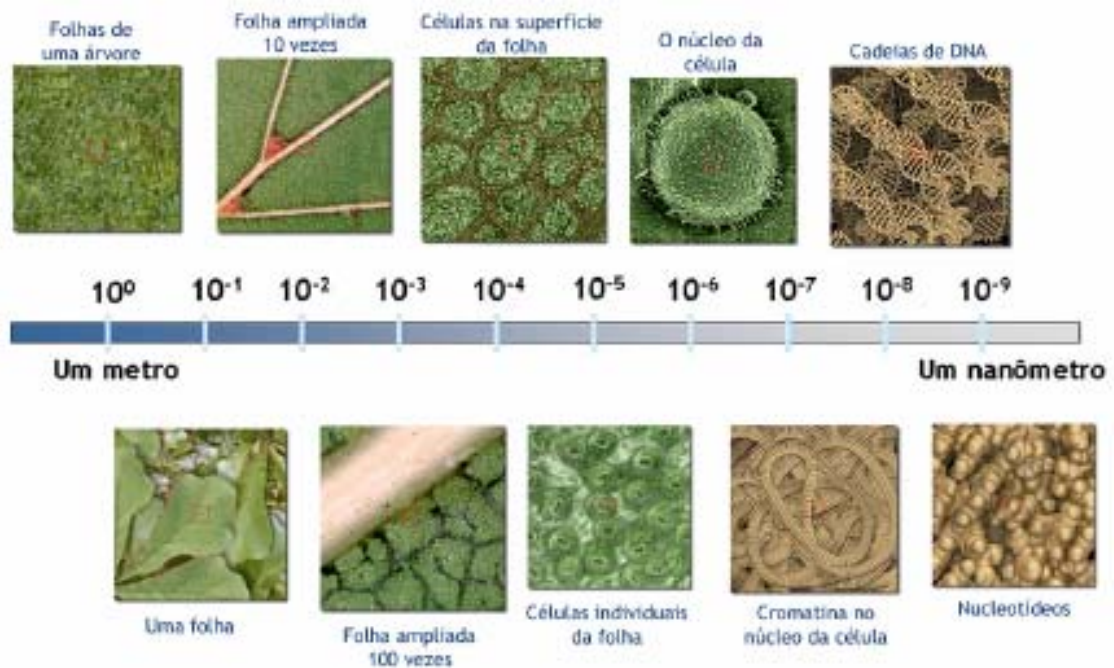 Folhas de
uma árvore
Folha ampliada
10 vezes
Células na superfície
da folha
O núcleo da
célula
Cadeias de DNA
10⁰ 10⁻¹ 10⁻² 10⁻³ 10⁻⁴ 10⁻⁵ 10⁻⁶ 10⁻⁷ 10⁻⁸ 10⁻⁹
Um metro Um nanômetro
Uma folha
Folha ampliada
100 vezes
Células individuais
da folha
Cromatina no
núcleo da célula
Nucleotídeos